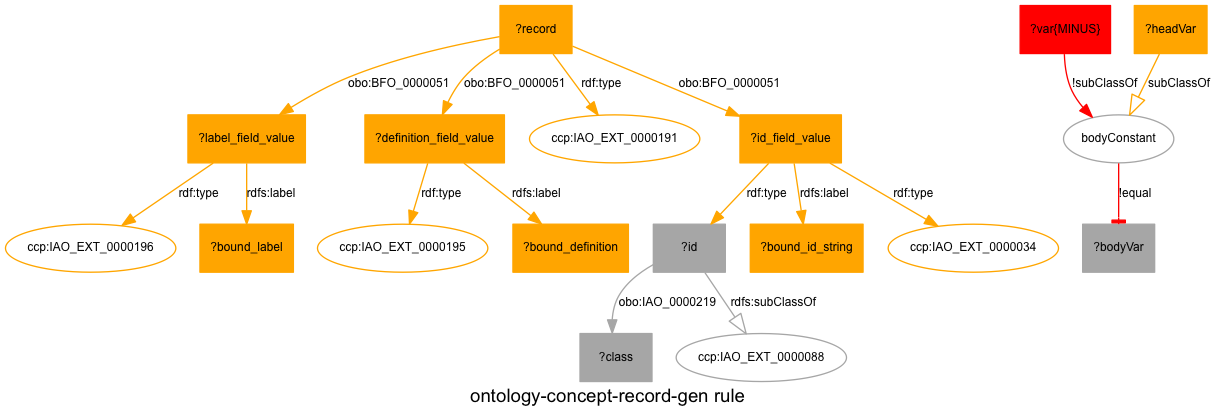 ?record
?var{MINUS}
?headVar
obo:BFO_0000051
obo:BFO_0000051
rdf:type
obo:BFO_0000051
!subClassOf
subClassOf
?label_field_value
?definition_field_value
ccp:IAO_EXT_0000191
?id_field_value
bodyConstant
rdf:type
rdfs:label
rdf:type
rdfs:label
rdf:type
rdfs:label
rdf:type
!equal
ccp:IAO_EXT_0000196
?bound_label
ccp:IAO_EXT_0000195
?bound_definition
?id
?bound_id_string
ccp:IAO_EXT_0000034
?bodyVar
obo:IAO_0000219
rdfs:subClassOf
?class
ccp:IAO_EXT_0000088
ontology-concept-record-gen rule